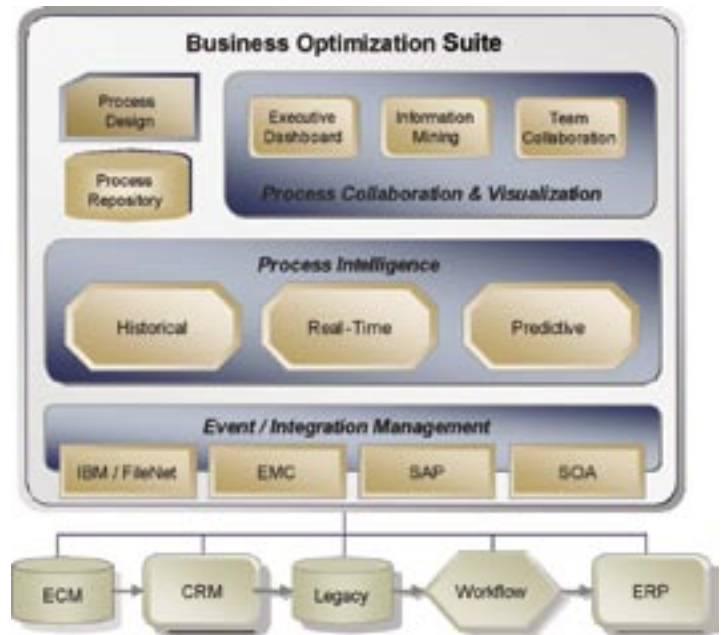 Business Optimization Suite
Process
Design
Process
Repository
Executive
Dashboard
Information
Mining
Team
Collaboration
Process Collaboration & Visualization
Process Intelligence
Historical
Real-Time
Predictive
Event / Integration Management
IBM / FileNet
EMC
SAP
SOA
ECM
CRM
Legacy
Workflow
ERP